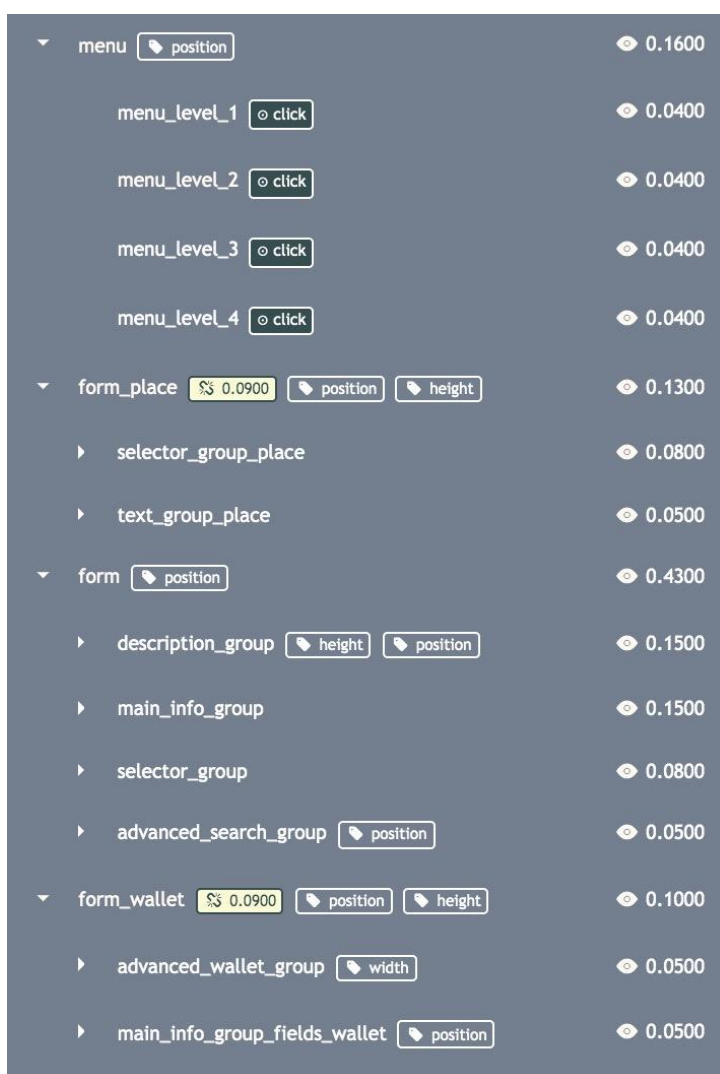 menu position 0.1600
menu_level_1 click 0.0400
menu_level_2 click 0.0400
menu_level_3 click 0.0400
menu_level_4 click 0.0400
form_place 0.0900 position height 0.1300
selector_group_place 0.0800
text_group_place 0.0500
form position 0.4300
description_group height position 0.1500
main_info_group 0.1500
selector_group 0.0800
advanced_search_group position 0.0500
form_wallet 0.0900 position height 0.1000
advanced_wallet_group width 0.0500
main_info_group_fields_wallet position 0.0500